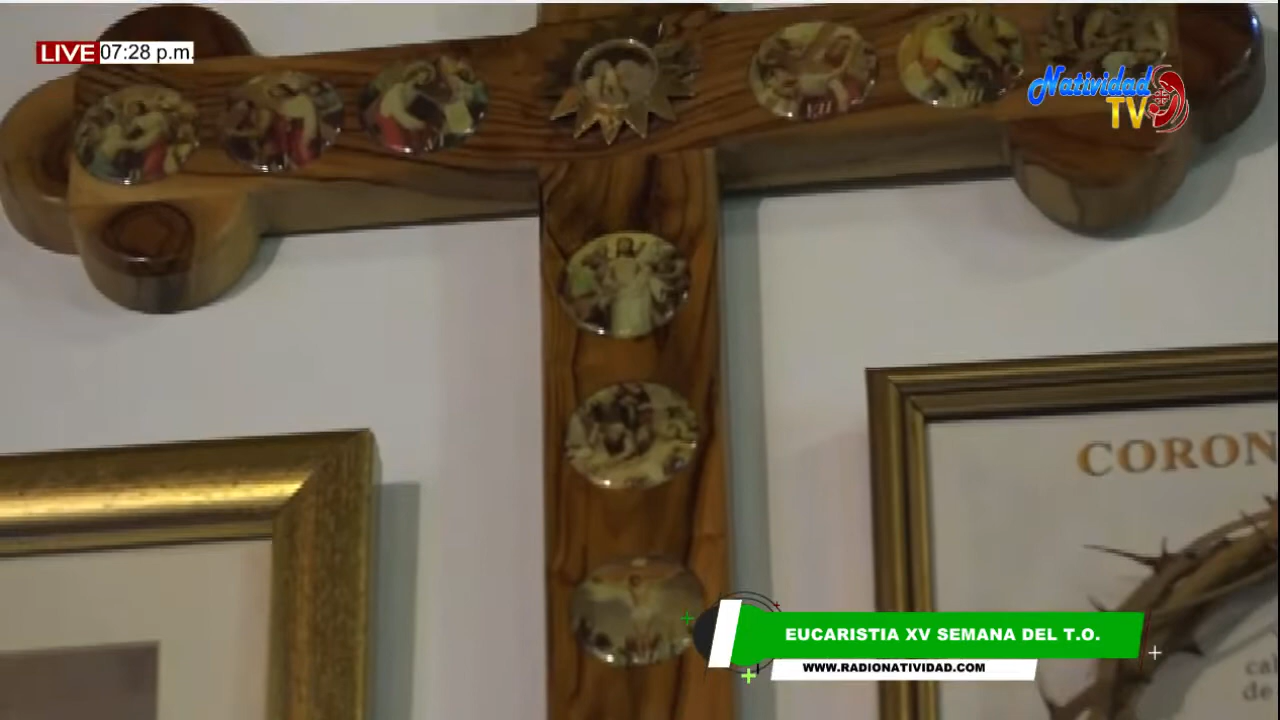 LIVE 07:28 p.m.
Natividad
TV
VII
CORON
EUCARISTIA XV SEMANA DEL T.O.
WWW.RADIONATIVIDAD.COM